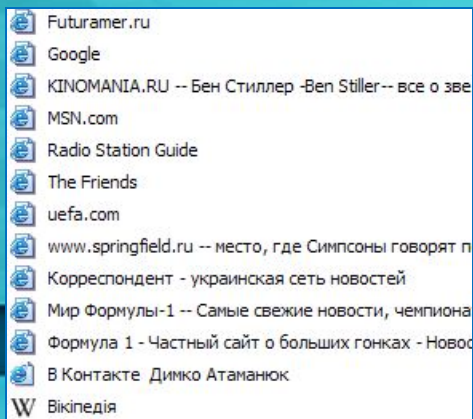 Futuramer.ru
Google
KINOMANIA.RU -- Бен Стиллер -Ben Stiller-- все о зве
MSN.com
Radio Station Guide
The Friends
uefa.com
www.springfield.ru -- место, где Симпсоны говорят п
Корреспондент - украинская сеть новостей
Мир Формулы-1 -- Самые свежие новости, чемпиона
Формула 1 - Частный сайт о больших гонках - Новос
В Контакте Димко Атаманюк
Вікіпедія